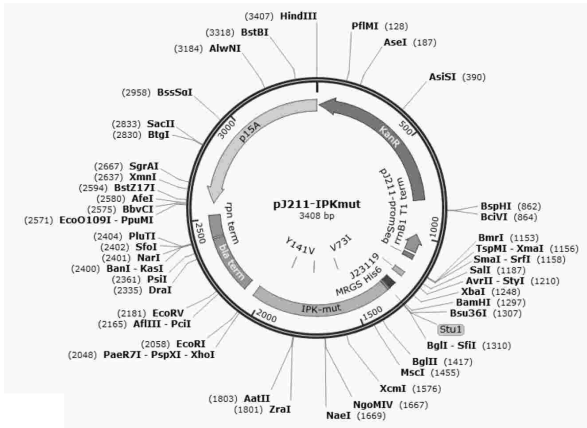 (3407) HindIII
(3318) BstBI
(3184) AlwNI
(2958) BssSαI
(2833) SacII
(2830) BtgI
(2667) SgrAI
(2637) XmnI
(2594) BstZ17I
(2580) AfeI
(2575) BbvCI
(2571) EcoO109I - PpuMI
(2404) PluTI
(2402) SfoI
(2401) NarI
(2400) BanI - KasI
(2361) PsiI
(2335) DraI
(2181) EcoRV
(2165) AflIII - PciI
(2058) EcoRI
(2048) PaeR7I - PspXI - XhoI
(1803) AatII
(1801) ZraI
PflMI (128)
AseI (187)
AsiSI (390)
BspHI (862)
BciVI (864)
BmrI (1153)
TspMI - XmaI (1156)
SmaI - SrfI (1158)
SalI (1187)
AvrII - StyI (1210)
XbaI (1248)
BamHI (1297)
Bsu36I (1307)
Stu1
BglI - SfiI (1310)
BglII (1417)
MscI (1455)
XcmI (1576)
NgoMIV (1667)
NaeI (1669)
pJ211-IPKmut
3408 bp
p15A
KanR
rrnB1 T1 term
pJ211-promSeq
J23119
MRGS His6
IPK-mut
bla term
rpn term
Y141V
V73I
500
1000
1500
2000
2500
3000